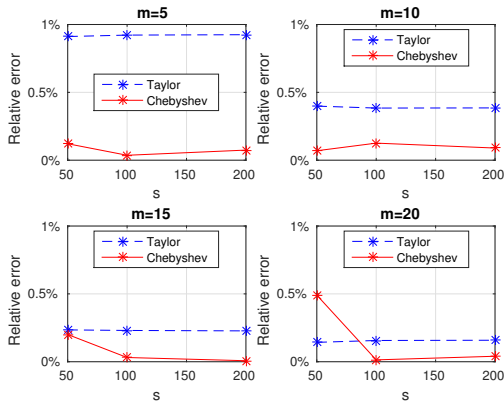 m=5
1%
0.5%
0%
Relative error
Taylor
Chebyshev
50 100 150 200
s
m=10
1%
0.5%
0%
Relative error
Taylor
Chebyshev
50 100 150 200
s
m=15
1%
0.5%
0%
Relative error
Taylor
Chebyshev
50 100 150 200
s
m=20
1%
0.5%
0%
Relative error
Taylor
Chebyshev
50 100 150 200
s